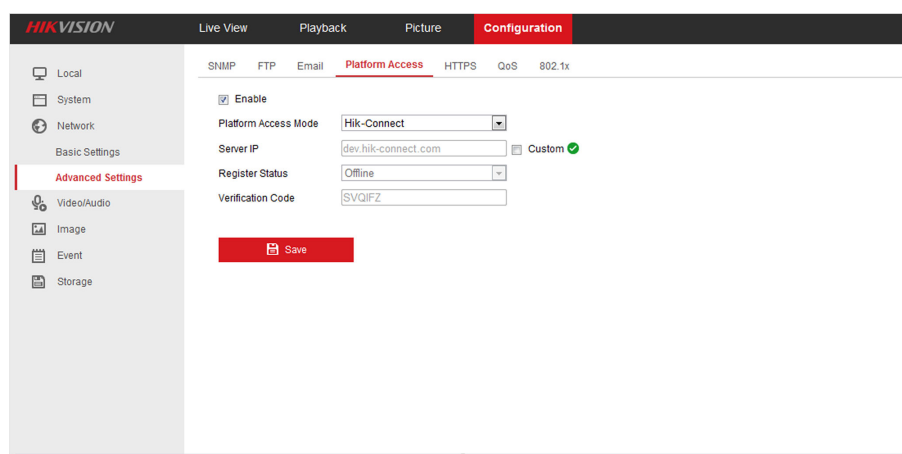 HIKVISION
Live View Playback Picture Configuration
Local
System
Network
Basic Settings
Advanced Settings
Video/Audio
Image
Event
Storage
SNMP FTP Email Platform Access HTTPS QoS 802.1x
Enable
Platform Access Mode Hik-Connect
Server IP dev.hik-connect.com Custom
Register Status Offline
Verification Code SVQIFZ
Save